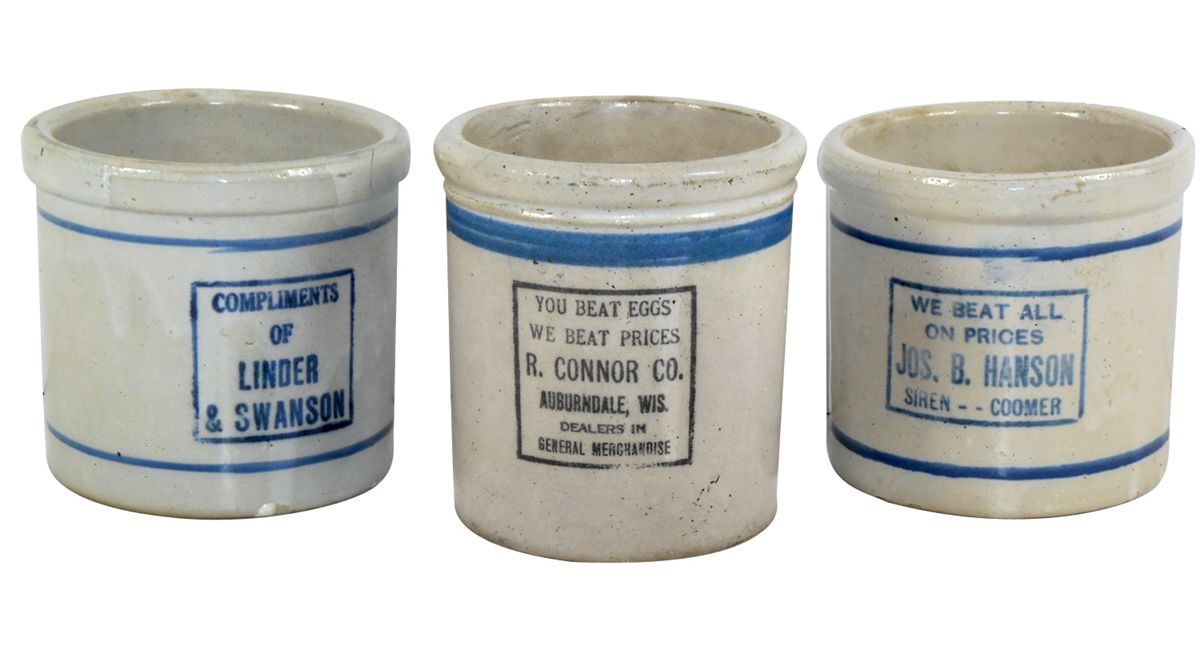 COMPLIMENTS
OF
LINDER
& SWANSON
YOU BEAT EGGS
WE BEAT PRICES
R. CONNOR CO.
AUBURNDALE, WIS.
DEALERS IN
GENERAL MERCHANDISE
WE BEAT ALL
ON PRICES
JOS. B. HANSON
SIREN - - COOMER